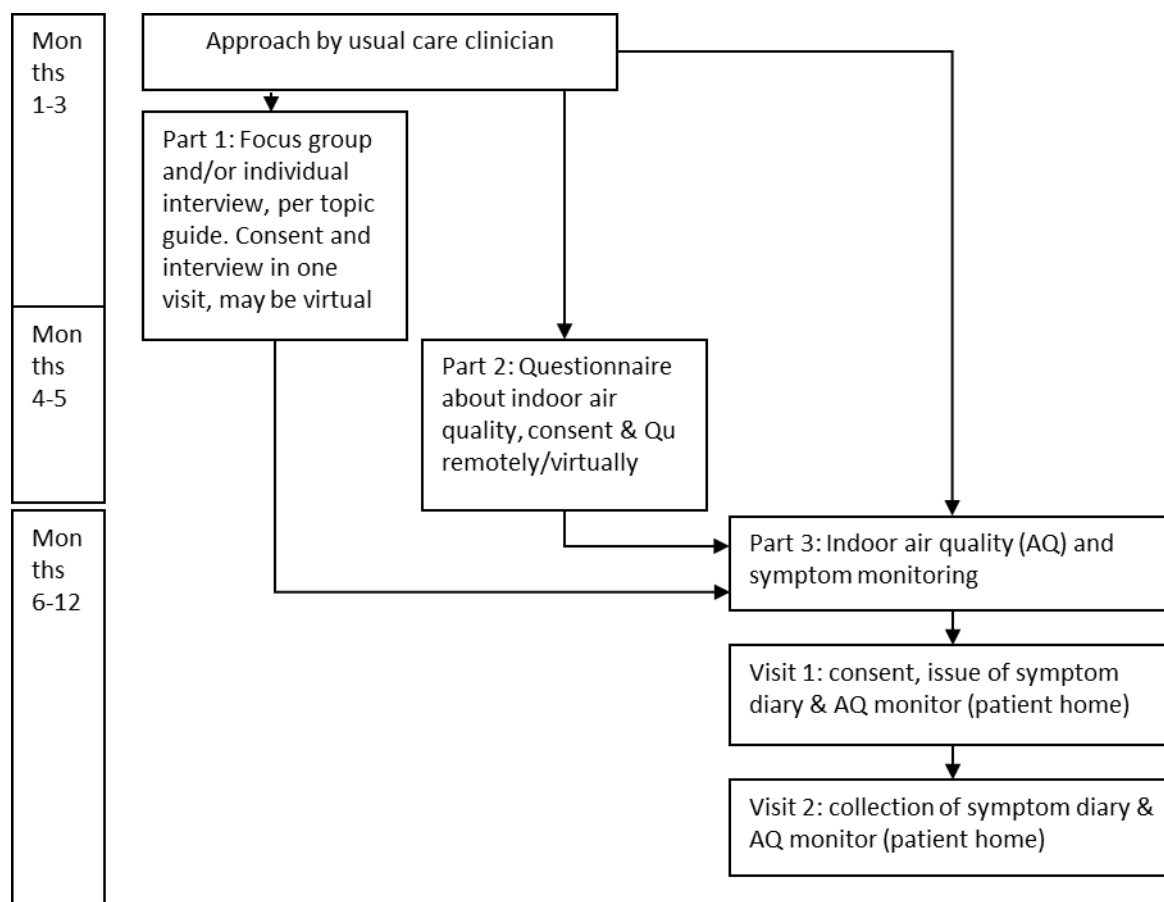 Mon
ths
1-3
Approach by usual care clinician
Part 1: Focus group
and/or individual
interview, per topic
guide. Consent and
interview in one
visit, may be virtual
Mon
ths
4-5
Part 2: Questionnaire
about indoor air
quality, consent & Qu
remotely/virtually
Mon
ths
6-12
Part 3: Indoor air quality (AQ) and
symptom monitoring
Visit 1: consent, issue of symptom
diary & AQ monitor (patient home)
Visit 2: collection of symptom diary &
AQ monitor (patient home)